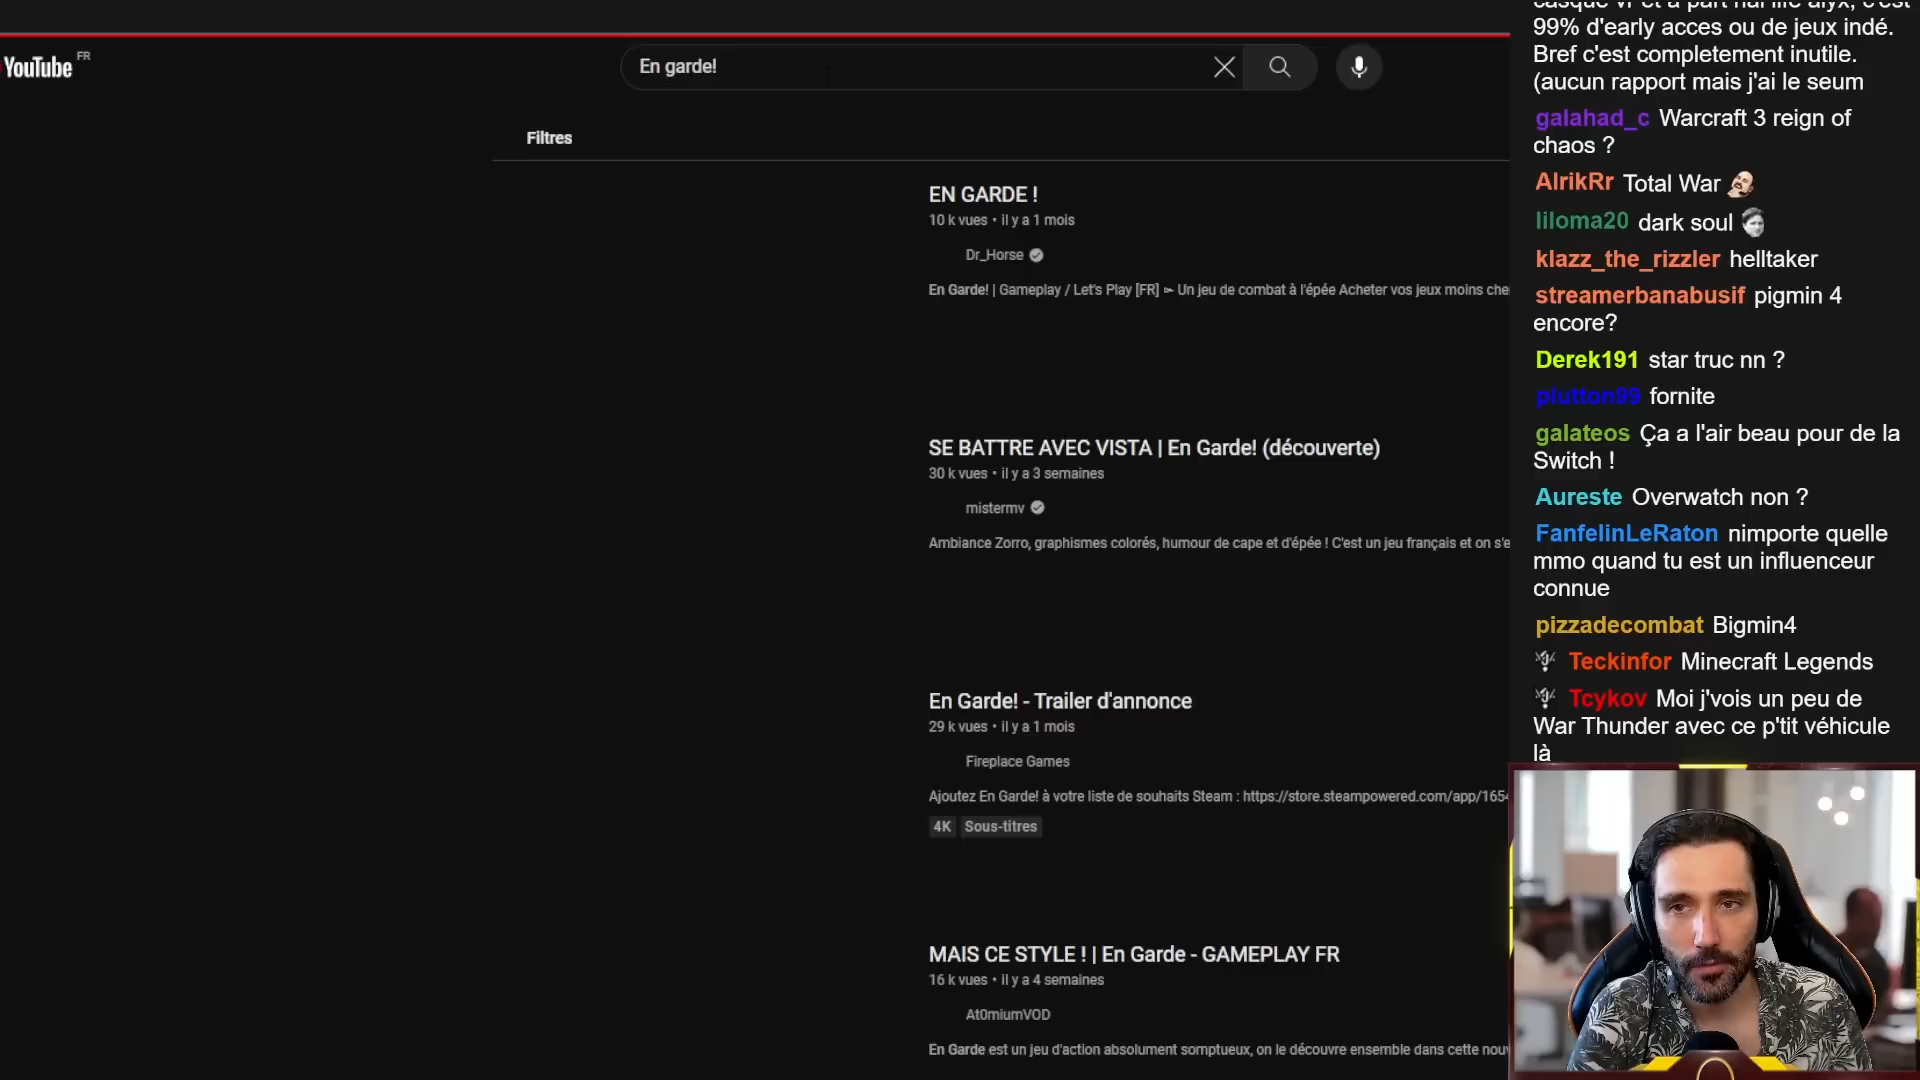 YouTube FR
En garde!
Filtres
EN GARDE !
10 k vues • il y a 1 mois
Dr_Horse
En Garde! | Gameplay / Let's Play [FR] ► Un jeu de combat à l'épée Acheter vos jeux moins che
SE BATTRE AVEC VISTA | En Garde! (découverte)
30 k vues • il y a 3 semaines
mistermv
Ambiance Zorro, graphismes colorés, humour de cape et d'épée ! C'est un jeu français et on s'e
En Garde! - Trailer d'annonce
29 k vues • il y a 1 mois
Fireplace Games
Ajoutez En Garde! à votre liste de souhaits Steam : https://store.steampowered.com/app/165
4K Sous-titres
MAIS CE STYLE ! | En Garde - GAMEPLAY FR
16 k vues • il y a 4 semaines
At0miumVOD
En Garde est un jeu d'action absolument somptueux, on le découvre ensemble dans cette nou
casque vr et à part half life alyx, c'est
99% d'early acces ou de jeux indé.
Bref c'est completement inutile.
(aucun rapport mais j'ai le seum
galahad_c Warcraft 3 reign of
chaos ?
AlrikRr Total War
liloma20 dark soul
klazz_the_rizzler helltaker
streamerbanabusif pigmin 4
encore?
Derek191 star truc nn ?
plutton99 fornite
galateos Ça a l'air beau pour de la
Switch !
Aureste Overwatch non ?
FanfelinLeRaton nimporte quelle
mmo quand tu est un influenceur
connue
pizzadecombat Bigmin4
Teckinfor Minecraft Legends
Tcykov Moi j'vois un peu de
War Thunder avec ce p'tit véhicule
là